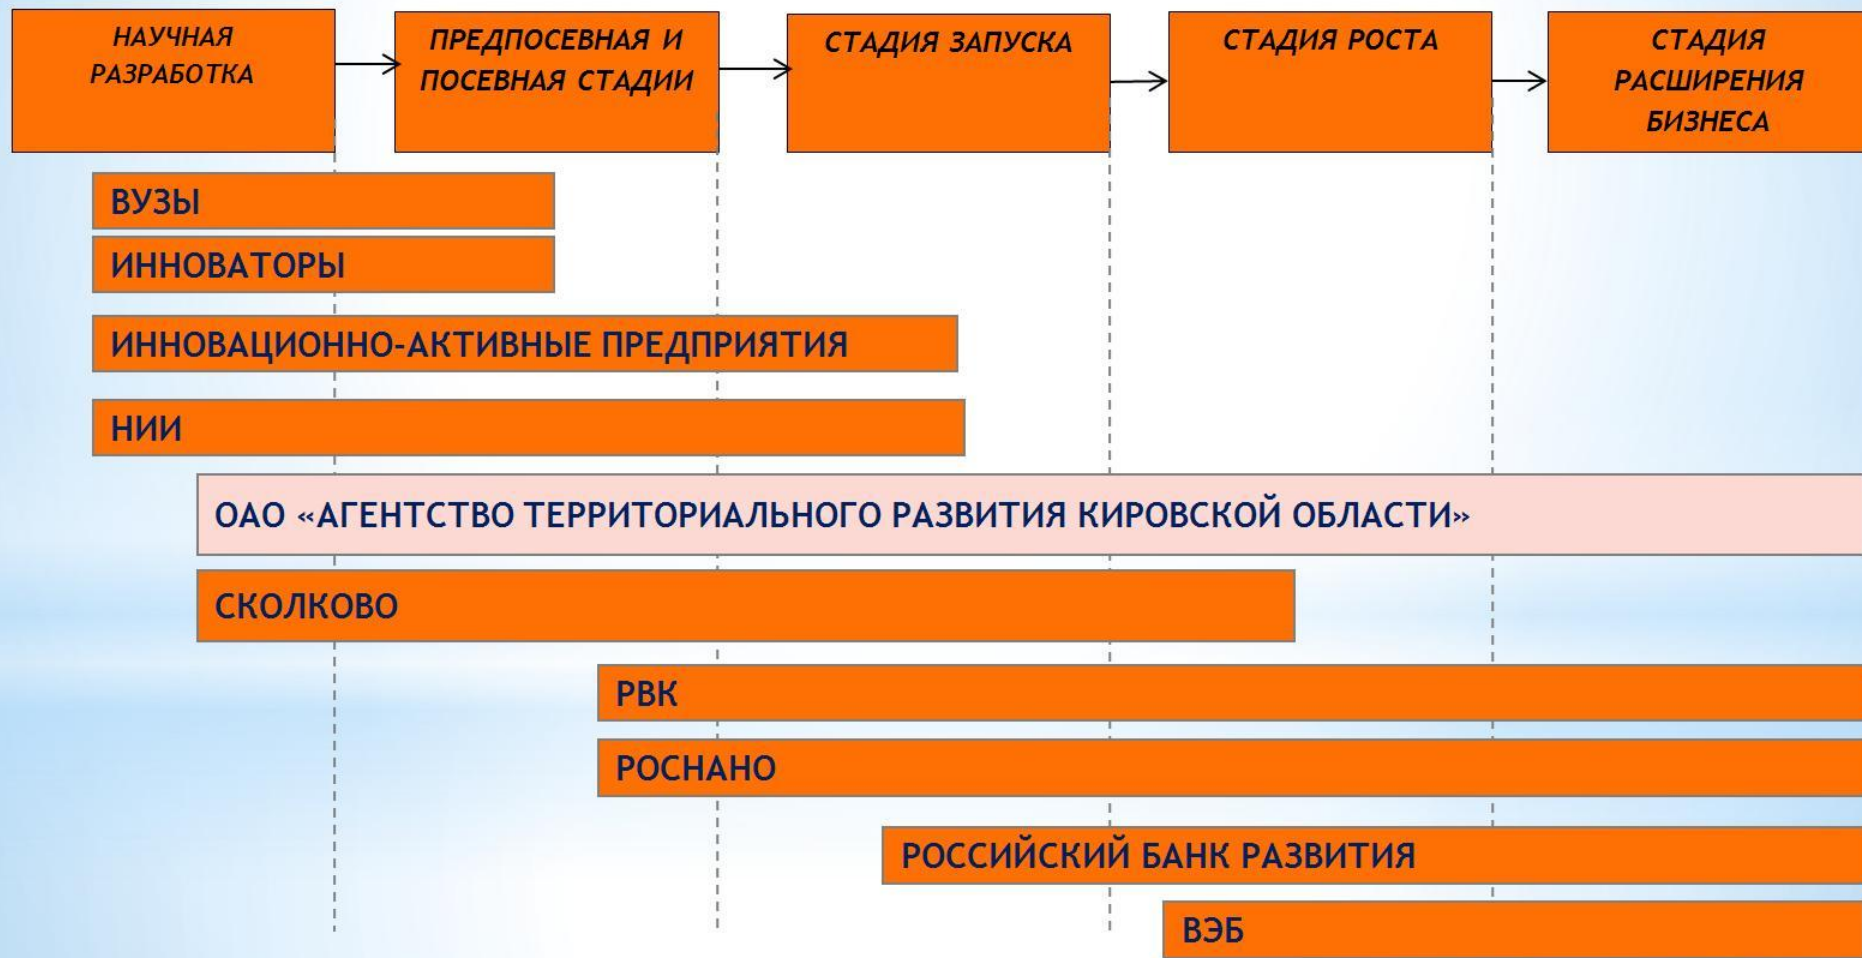 НАУЧНАЯ
РАЗРАБОТКА
ПРЕДПОСЕВНАЯ И
ПОСЕВНАЯ СТАДИИ
СТАДИЯ ЗАПУСКА
СТАДИЯ РОСТА
СТАДИЯ
РАСШИРЕНИЯ
БИЗНЕСА
ВУЗЫ
ИННОВАТОРЫ
ИННОВАЦИОННО-АКТИВНЫЕ ПРЕДПРИЯТИЯ
НИИ
ОАО «АГЕНТСТВО ТЕРРИТОРИАЛЬНОГО РАЗВИТИЯ КИРОВСКОЙ ОБЛАСТИ»
СКОЛКОВО
РВК
РОСНАНО
РОССИЙСКИЙ БАНК РАЗВИТИЯ
ВЭБ